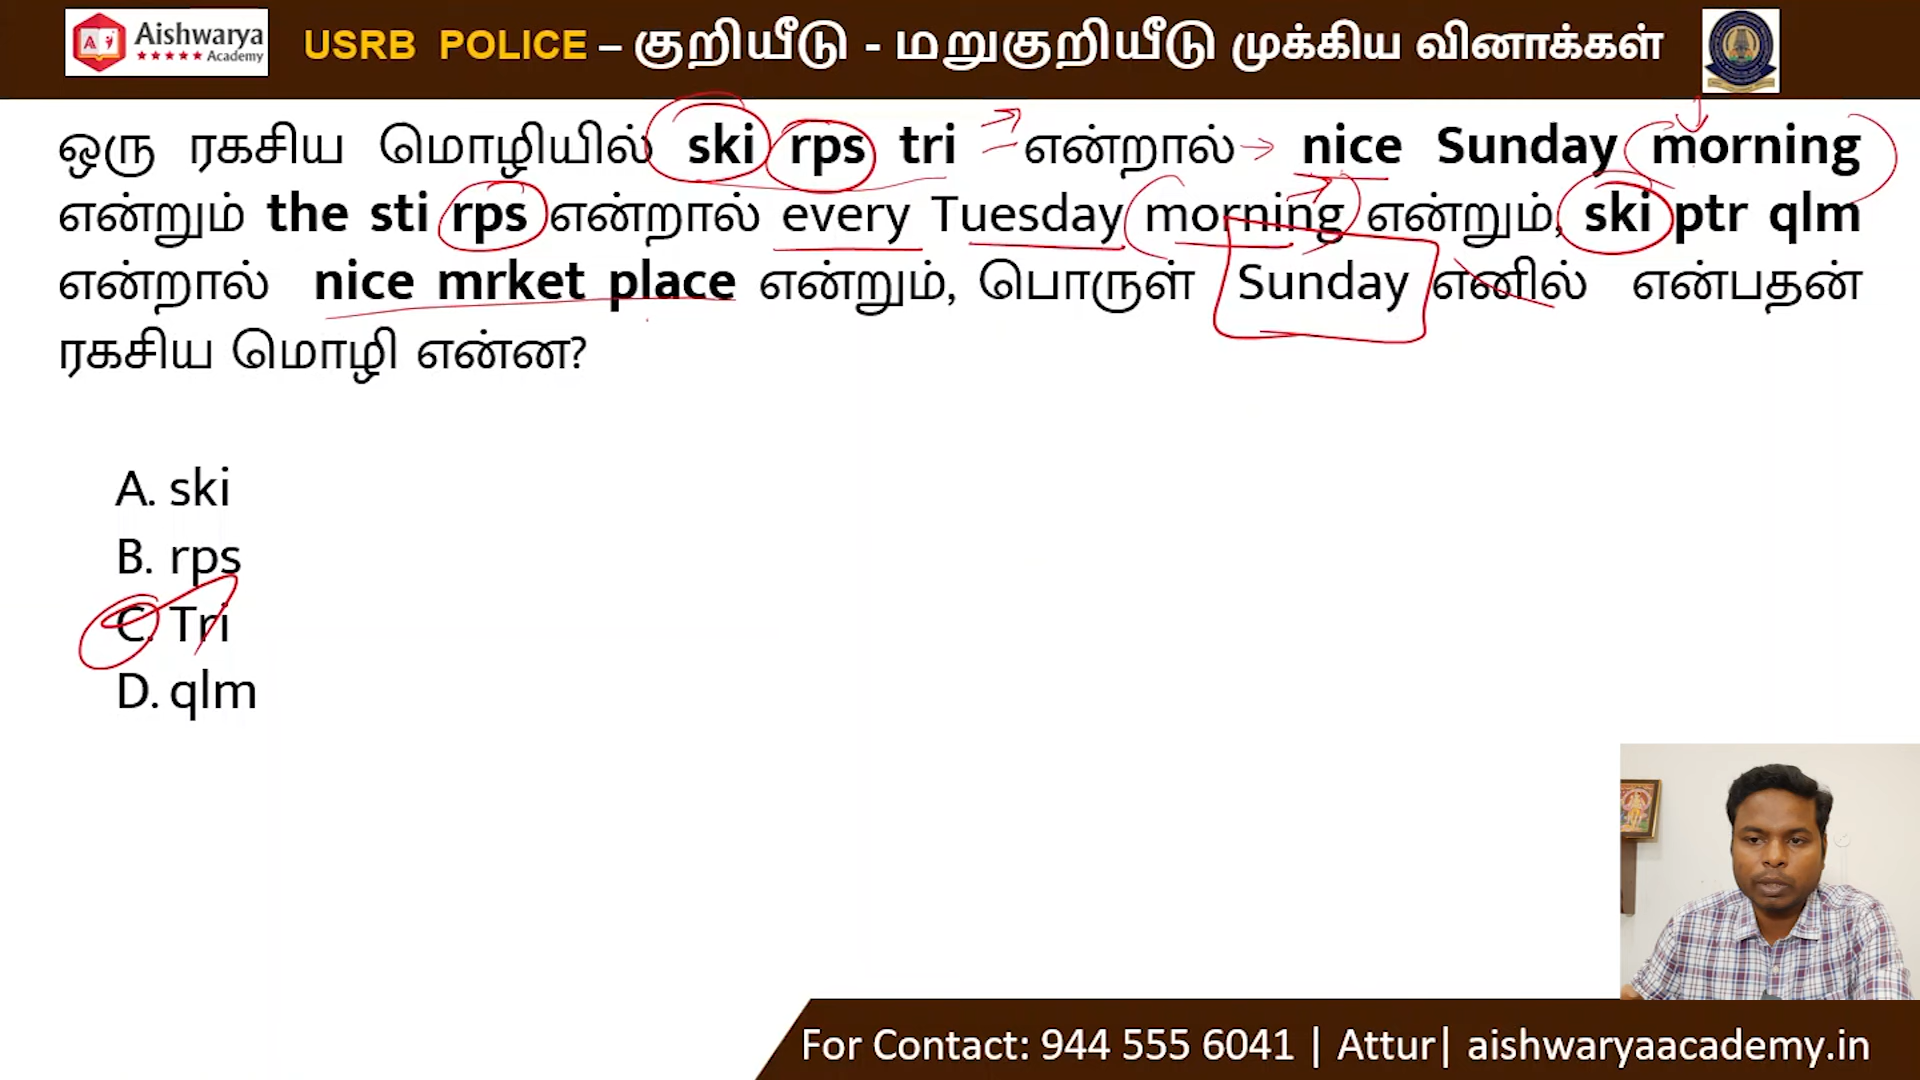 Aishwarya Academy
USRB POLICE – குறியீடு - மறுகுறியீடு முக்கிய வினாக்கள்
ஒரு ரகசிய மொழியில் ski rps tri என்றால் nice Sunday morning
என்றும் the sti rps என்றால் every Tuesday morning என்றும், ski ptr qlm
என்றால் nice mrket place என்றும், பொருள் Sunday எனில் என்பதன்
ரகசிய மொழி என்ன?
A. ski
B. rps
C. Tri
D. qlm
For Contact: 944 555 6041 | Attur| aishwaryaacademy.in